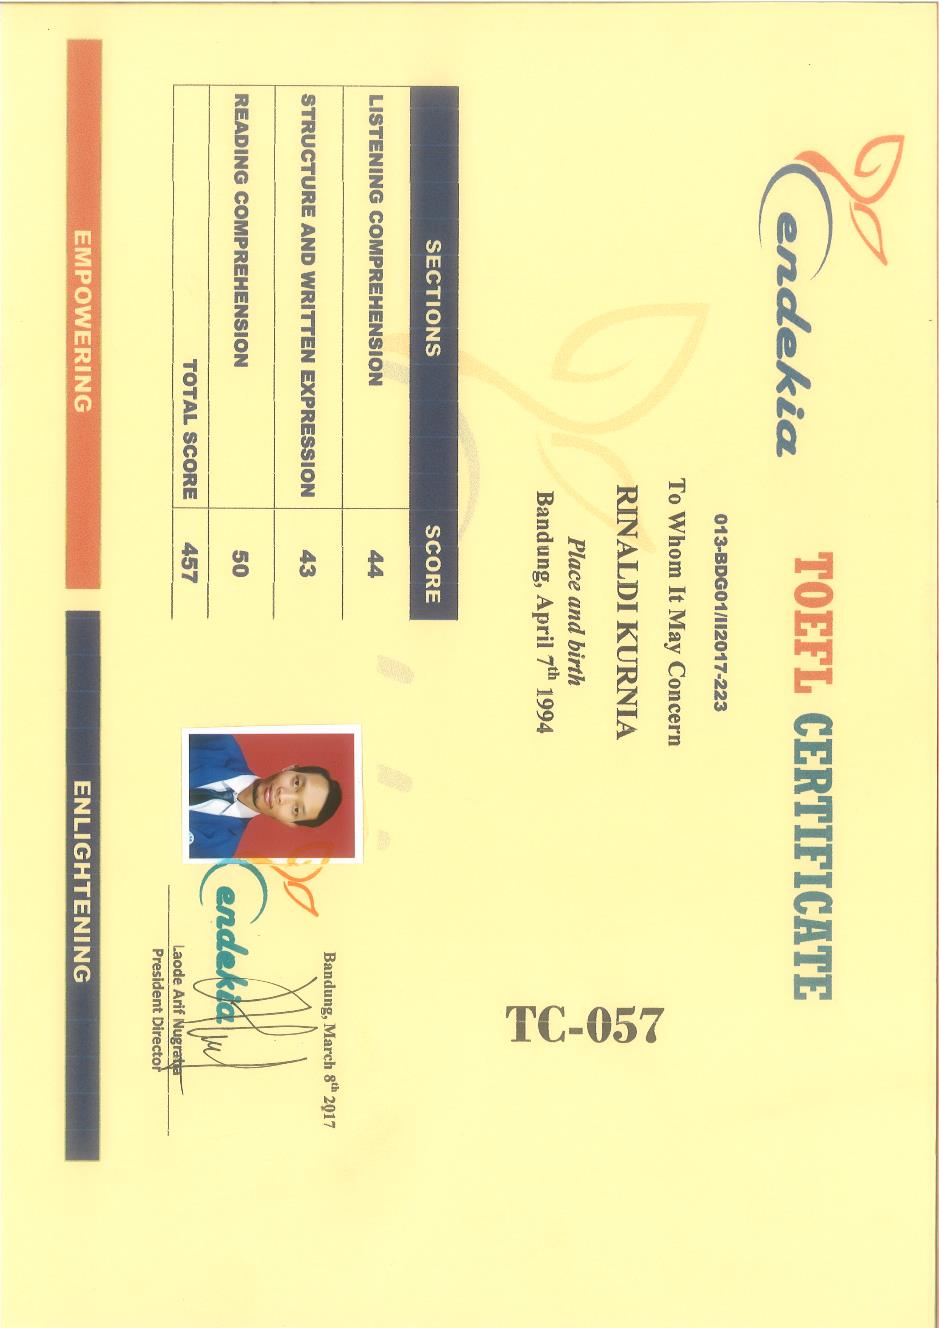 Cendekia
TOEFL CERTIFICATE
013-BDG01/II2017-223
To Whom It May Concern
RINALDI KURNIA
Place and birth
Bandung, April 7th 1994
TC-057
SECTIONS SCORE
LISTENING COMPREHENSION 44
STRUCTURE AND WRITTEN EXPRESSION 43
READING COMPREHENSION 50
TOTAL SCORE 457
Bandung, March 8th 2017
Cendekia
Laode Arif Nugraha
President Director
EMPOWERING ENLIGHTENING